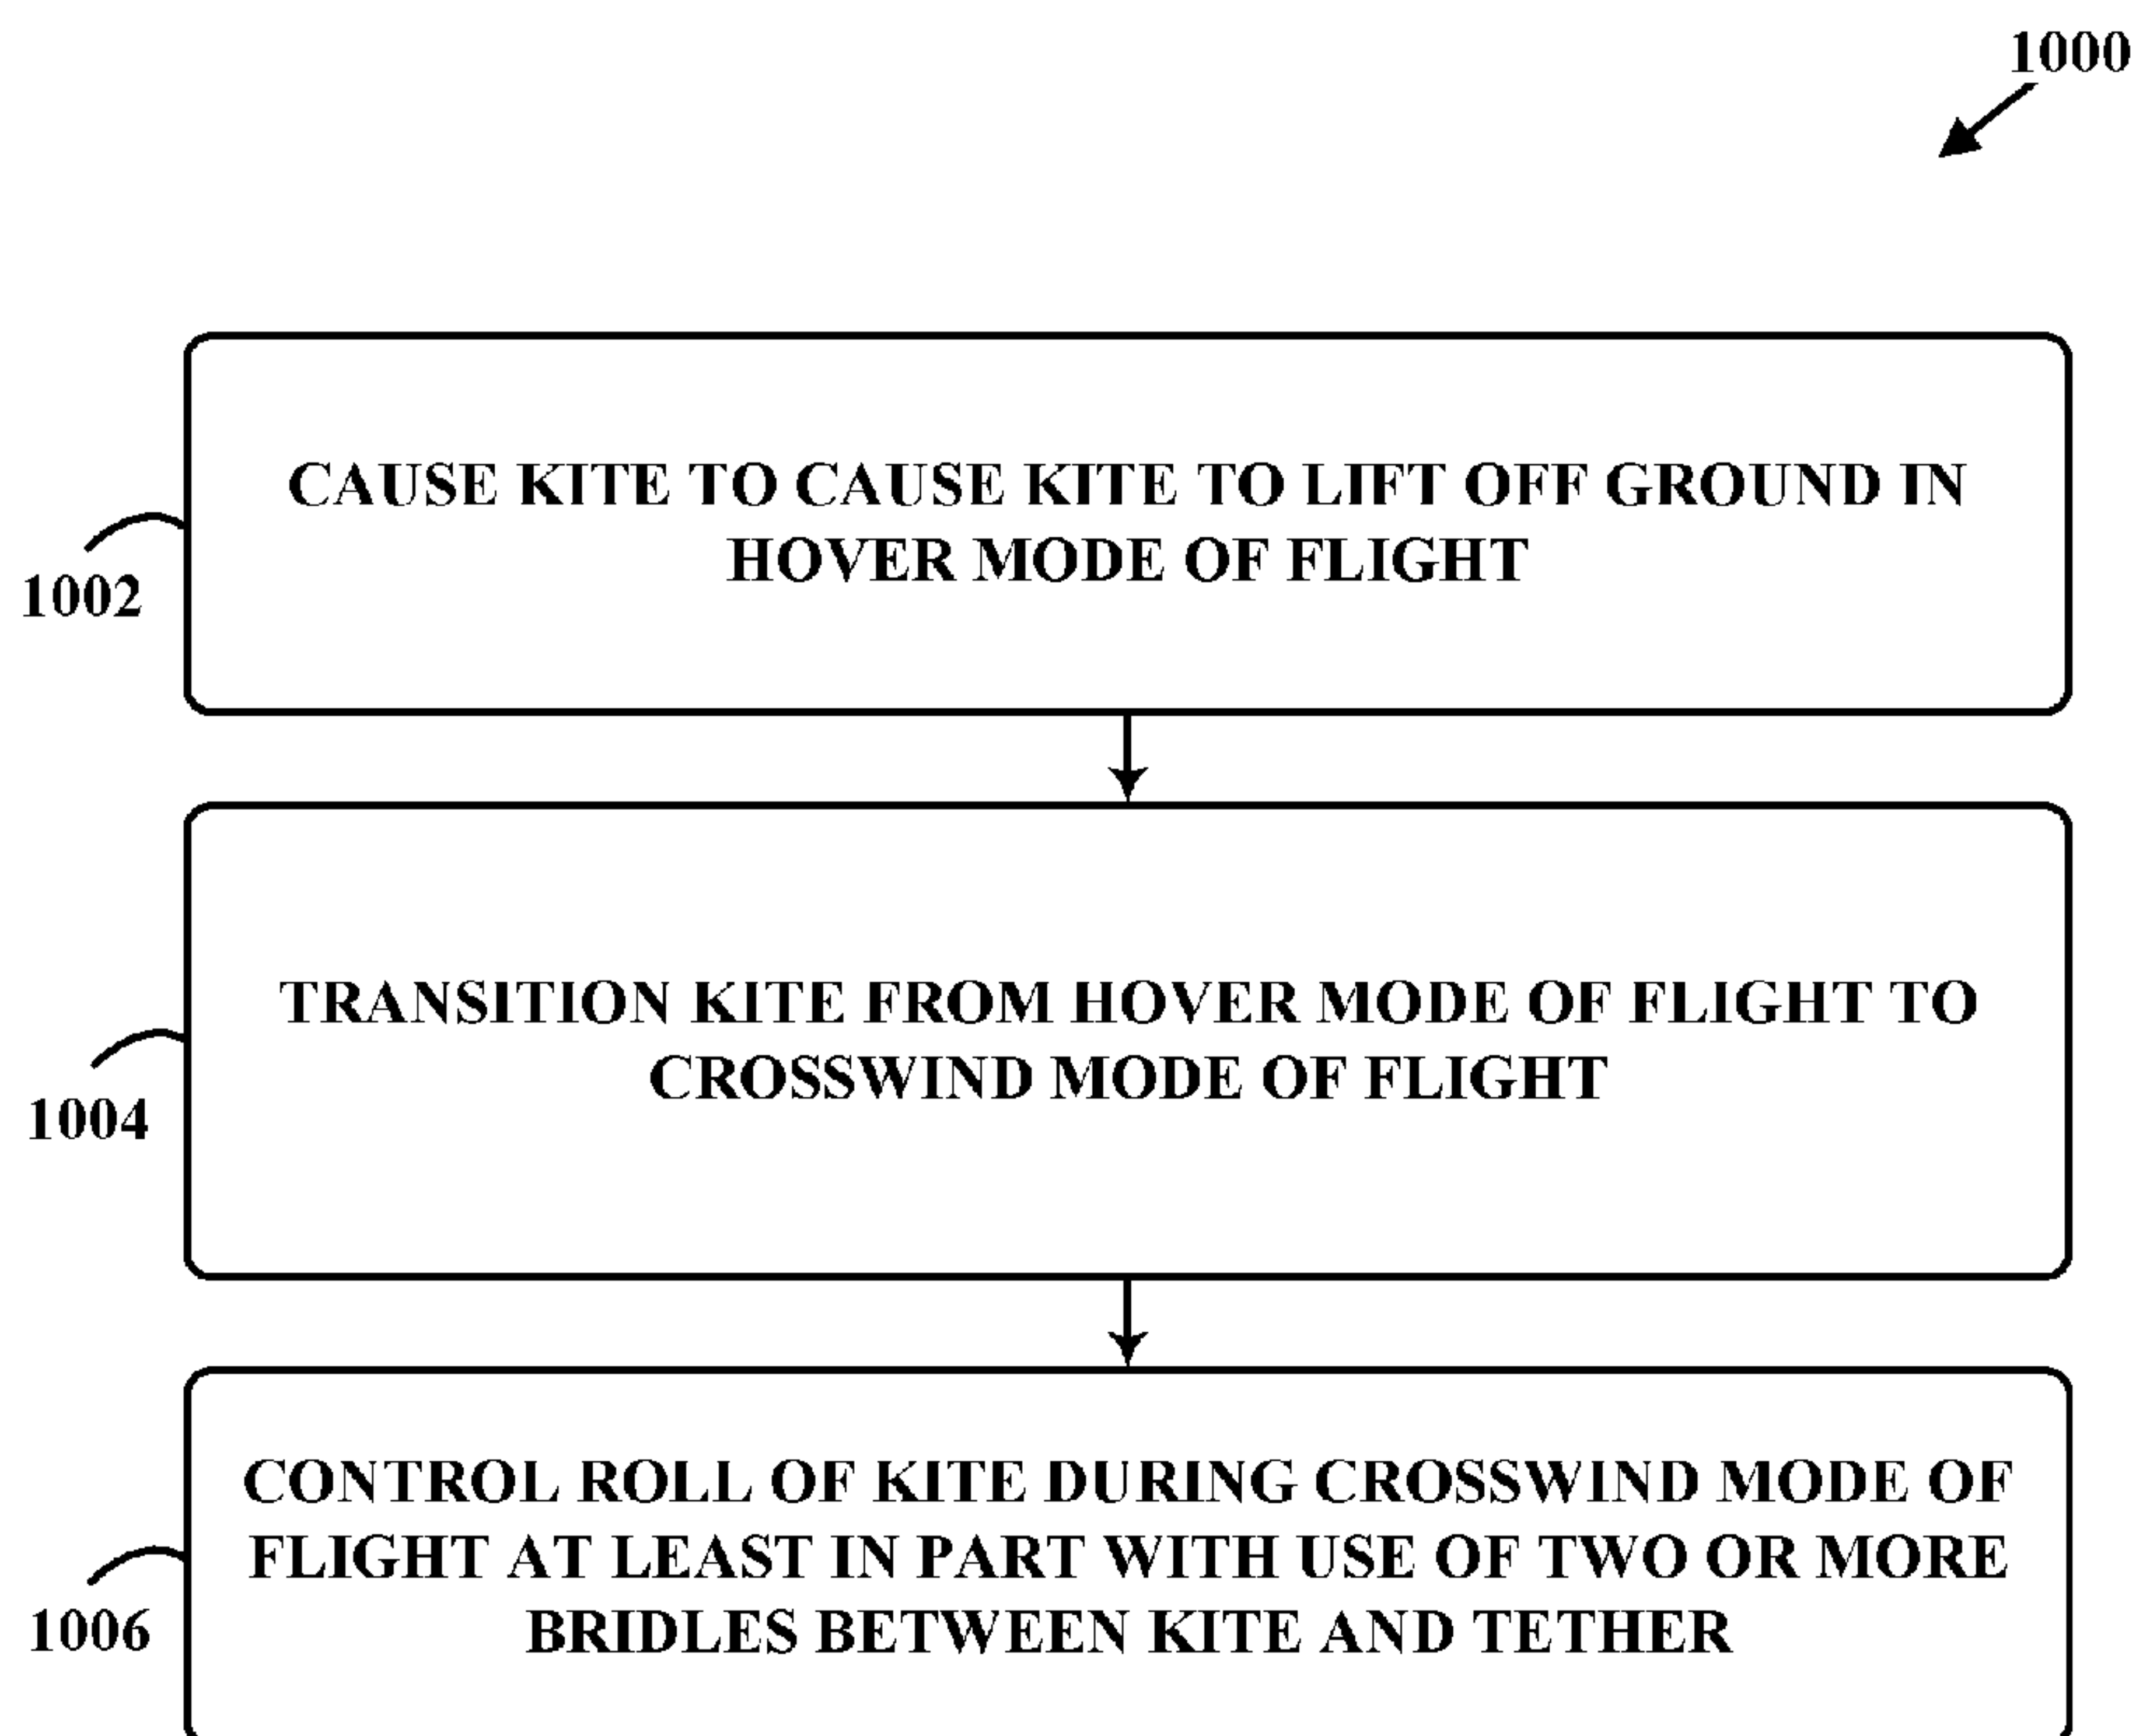 1000
CAUSE KITE TO CAUSE KITE TO LIFT OFF GROUND IN
HOVER MODE OF FLIGHT
1002
TRANSITION KITE FROM HOVER MODE OF FLIGHT TO
CROSSWIND MODE OF FLIGHT
1004
CONTROL ROLL OF KITE DURING CROSSWIND MODE OF
FLIGHT AT LEAST IN PART WITH USE OF TWO OR MORE
BRIDLES BETWEEN KITE AND TETHER
1006